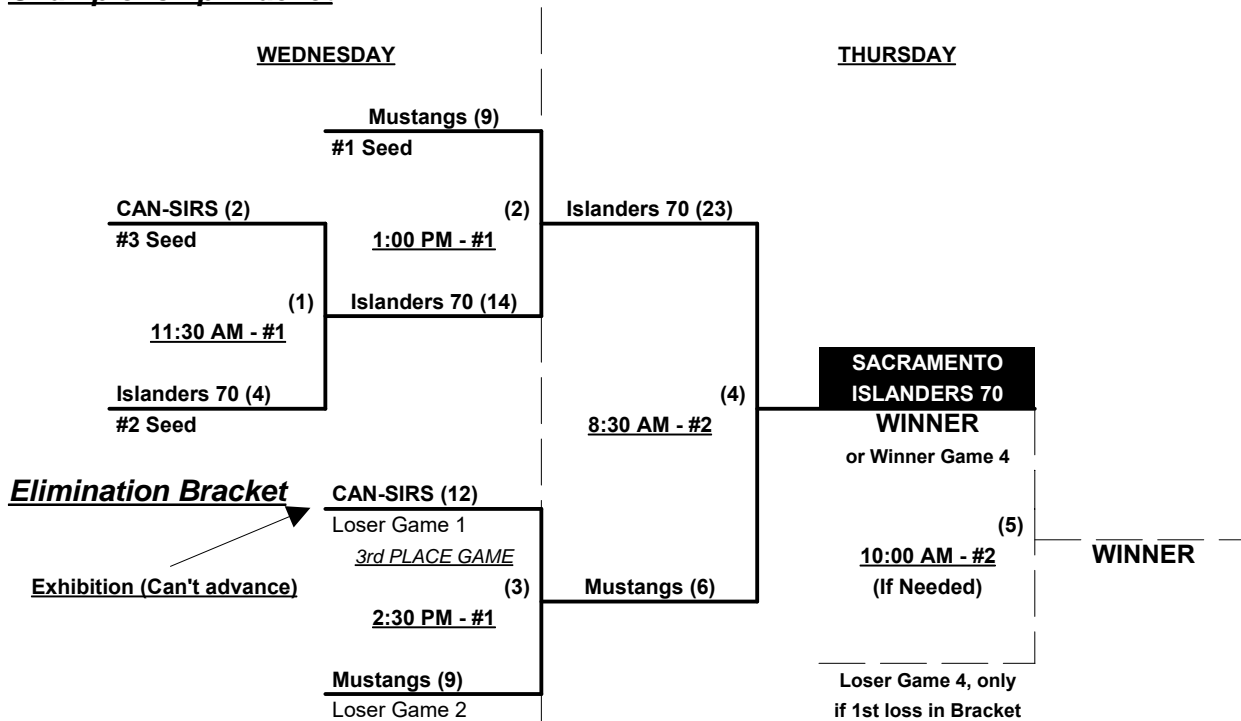 WEDNESDAY
THURSDAY
Mustangs (9)
#1 Seed
CAN-SIRS (2)
#3 Seed
(2)
1:00 PM - #1
Islanders 70 (23)
(1)
11:30 AM - #1
Islanders 70 (14)
Islanders 70 (4)
#2 Seed
(4)
8:30 AM - #2
SACRAMENTO
ISLANDERS 70
WINNER
or Winner Game 4
Elimination Bracket
CAN-SIRS (12)
Loser Game 1
3rd PLACE GAME
Exhibition (Can't advance)
(3)
2:30 PM - #1
Mustangs (6)
(5)
10:00 AM - #2
(If Needed)
WINNER
Mustangs (9)
Loser Game 2
Loser Game 4, only
if 1st loss in Bracket